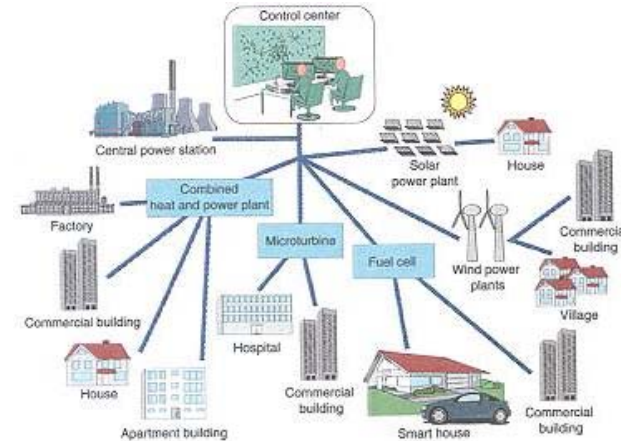 Control center
Central power station
Solar
power plant
House
Combined
heat and power plant
Factory
Commercial
building
Microturbine
Fuel cell
Wind power
plants
Village
Commercial building
Hospital
House
Commercial
building
Apartment building
Smart house
Commercial
building